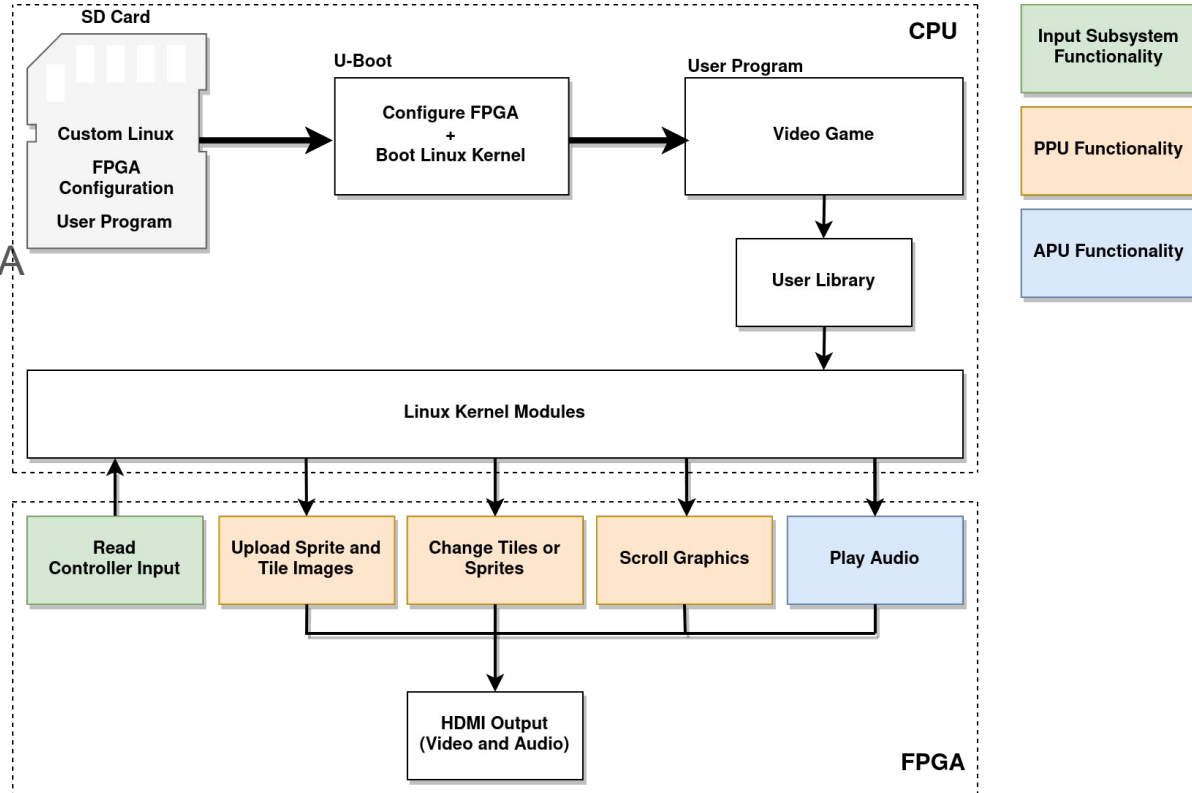 SD Card
CPU
Custom Linux
FPGA
Configuration
User Program
U-Boot
Configure FPGA
+
Boot Linux Kernel
User Program
Video Game
User Library
Linux Kernel Modules
Input Subsystem
Functionality
PPU Functionality
APU Functionality
A
Read
Controller Input
Upload Sprite and
Tile Images
Change Tiles or
Sprites
Scroll Graphics
Play Audio
HDMI Output
(Video and Audio)
FPGA